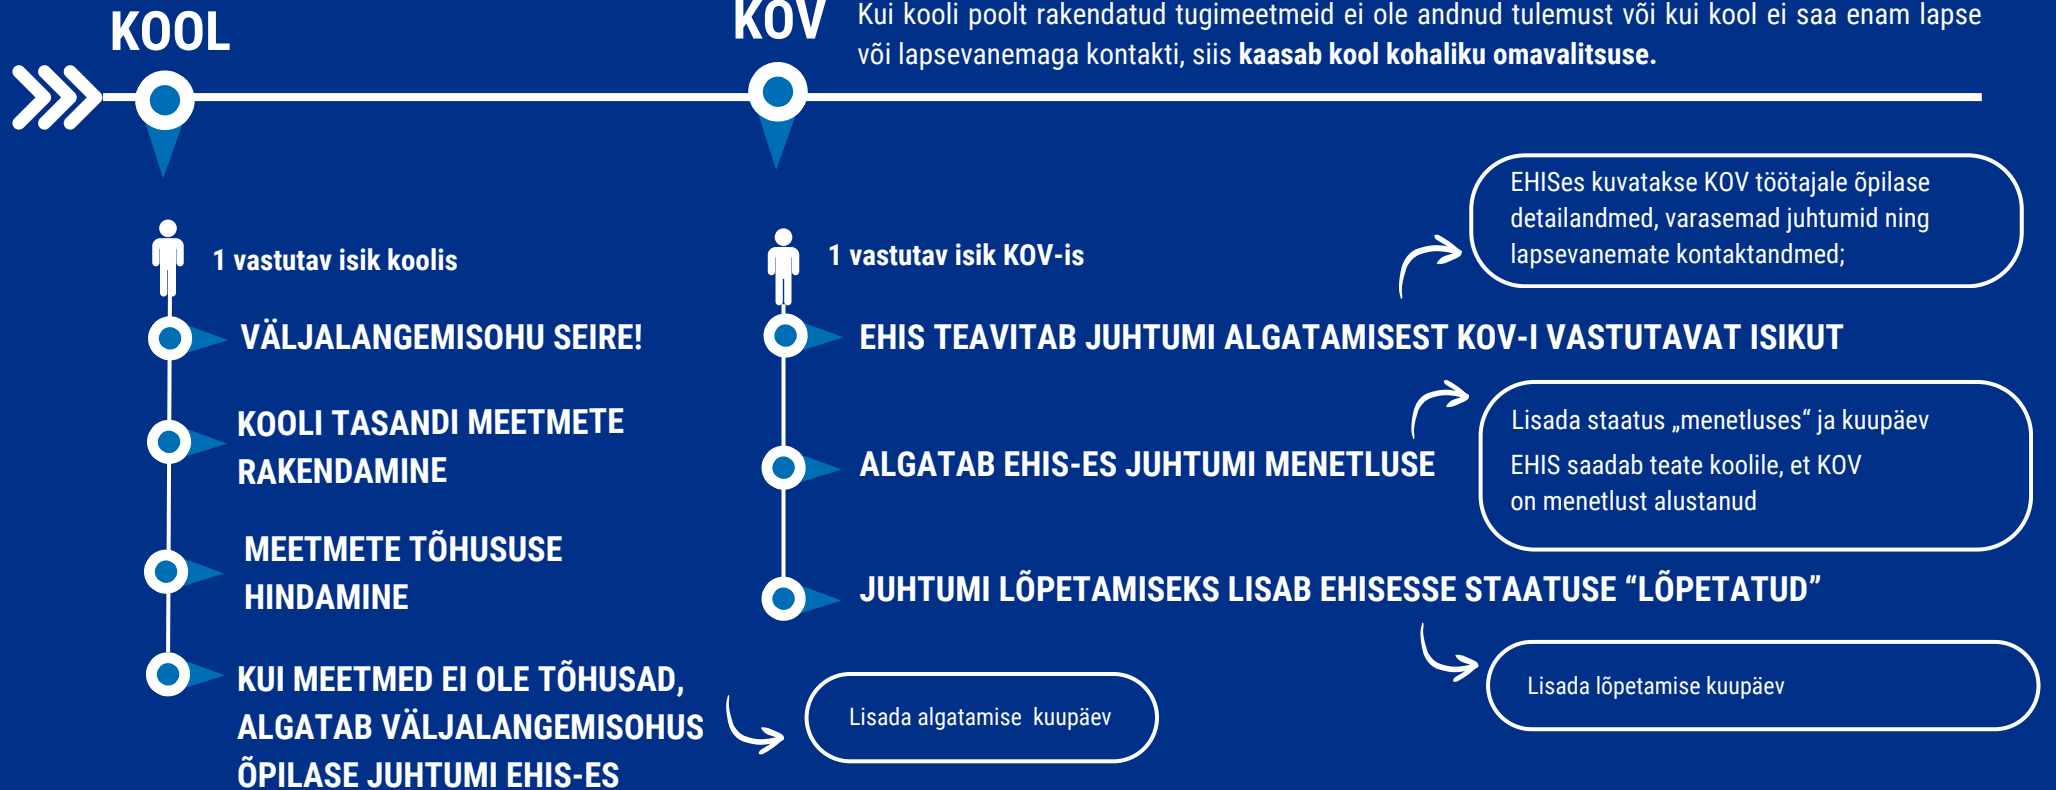 KOOL
KOV
Kui kooli poolt rakendatud tugimeetmeid ei ole andnud tulemust või kui kool ei saa enam lapse
või lapsevanemaga kontakti, siis kaasab kool kohaliku omavalitsuse.
1 vastutav isik koolis
VÄLJALANGEMISOHU SEIRE!
KOOLI TASANDI MEETMETE
RAKENDAMINE
MEETMETE TÕHUSUSE
HINDAMINE
KUI MEETMED EI OLE TÕHUSAD,
ALGATAB VÄLJALANGEMISOHUS
ÕPILASE JUHTUMI EHIS-ES
Lisada algatamise kuupäev
1 vastutav isik KOV-is
EHISes kuvatakse KOV töötajale õpilase
detailandmed, varasemad juhtumid ning
lapsevanemate kontaktandmed;
EHIS TEAVITAB JUHTUMI ALGATAMISEST KOV-I VASTUTAVAT ISIKUT
ALGATAB EHIS-ES JUHTUMI MENETLUSE
Lisada staatus „menetluses“ ja kuupäev
EHIS saadab teate koolile, et KOV
on menetlust alustanud
JUHTUMI LÕPETAMISEKS LISAB EHISESSE STAATUSE “LÕPETATUD”
Lisada lõpetamise kuupäev